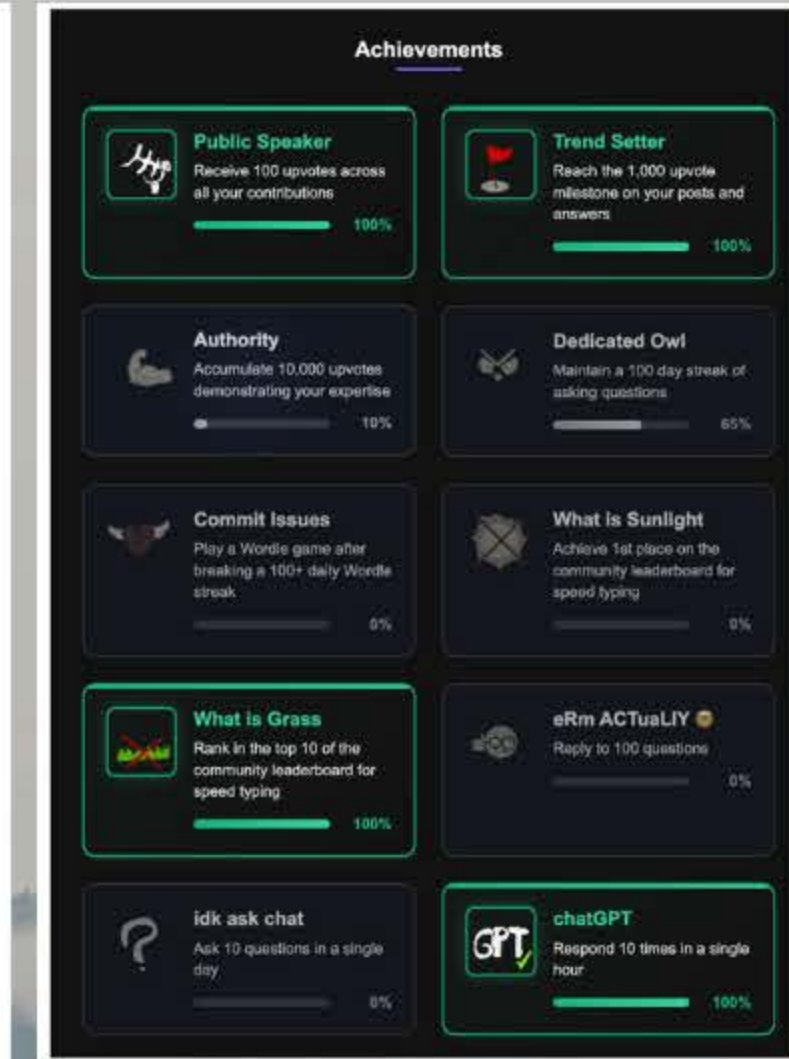 Achievements
Public Speaker
Receive 100 upvotes across
all your contributions
100%
Trend Setter
Reach the 1,000 upvote
milestone on your posts and
answers
100%
Authority
Accumulate 10,000 upvotes
demonstrating your expertise
10%
Dedicated Owl
Maintain a 100 day streak of
asking questions
65%
Commit Issues
Play a Wordle game after
breaking a 100+ daily Wordle
streak
0%
What is Sunlight
Achieve 1st place on the
community leaderboard for
speed typing
0%
What is Grass
Rank in the top 10 of the
community leaderboard for
speed typing
100%
eRm ACTuaLlY 🤓
Reply to 100 questions
0%
idk ask chat
Ask 10 questions in a single
day
0%
GPT
chatGPT
Respond 10 times in a single
hour
100%